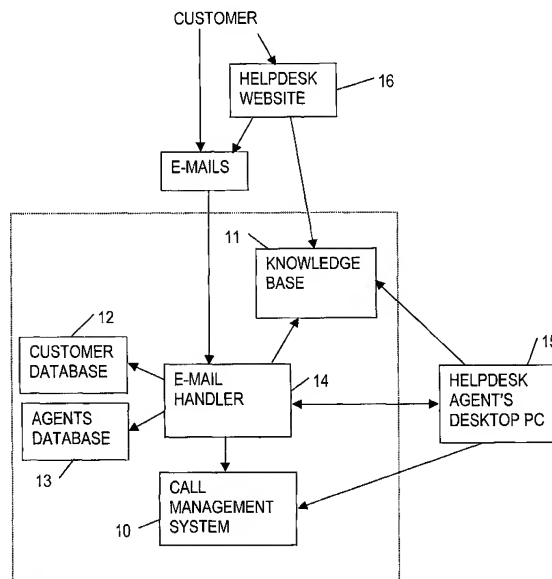 CUSTOMER
HELPDESK
WEBSITE
16
E-MAILS
11
KNOWLEDGE
BASE
12
CUSTOMER
DATABASE
E-MAIL
HANDLER
14
15
HELPDESK
AGENT'S
DESKTOP PC
AGENTS
DATABASE
13
CALL
MANAGEMENT
SYSTEM
10